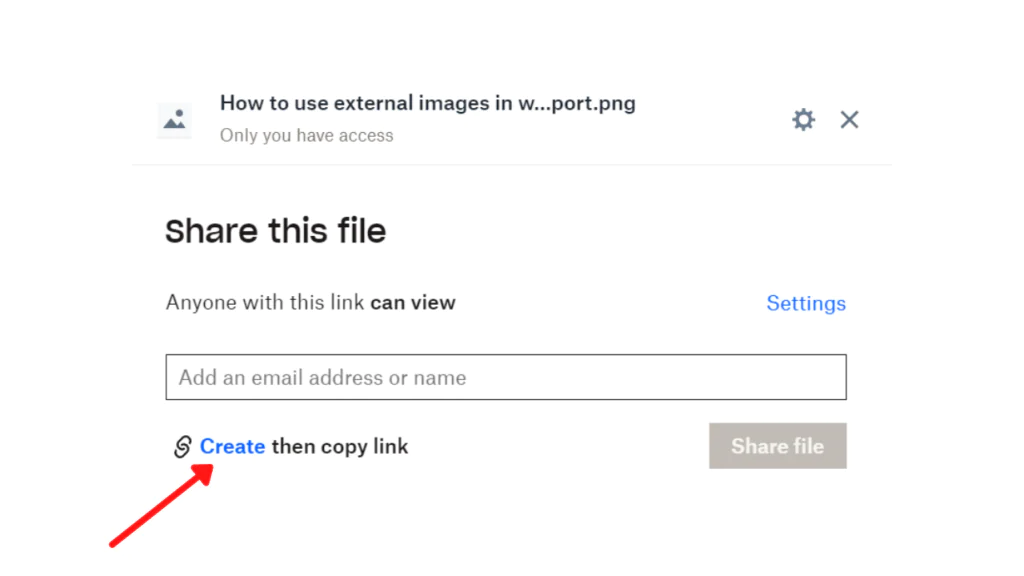 How to use external images in w...port.png
Only you have access
Share this file
Anyone with this link can view
Settings
Add an email address or name
Create then copy link
Share file